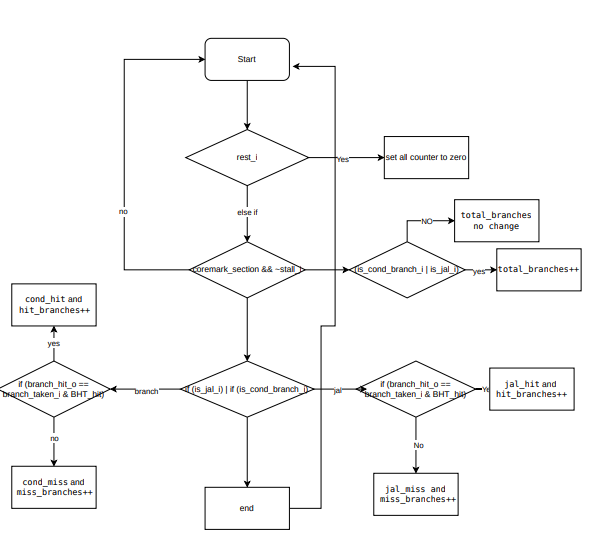 Start
rest_i
Yes
set all counter to zero
no
else if
NO
total_branches
no change
coremark_section && ~stall_i
(is_cond_branch_i | is_jal_i)
yes
total_branches++
cond_hit and
hit_branches++
yes
if (branch_hit_o ==
branch_taken_i & BHT_hit)
branch
if (is_jal_i) | if (is_cond_branch_i)
jal
if (branch_hit_o ==
branch_taken_i & BHT_hit)
jal_hit and
hit_branches++
no
No
cond_miss and
miss_branches++
jal_miss and
miss_branches++
end